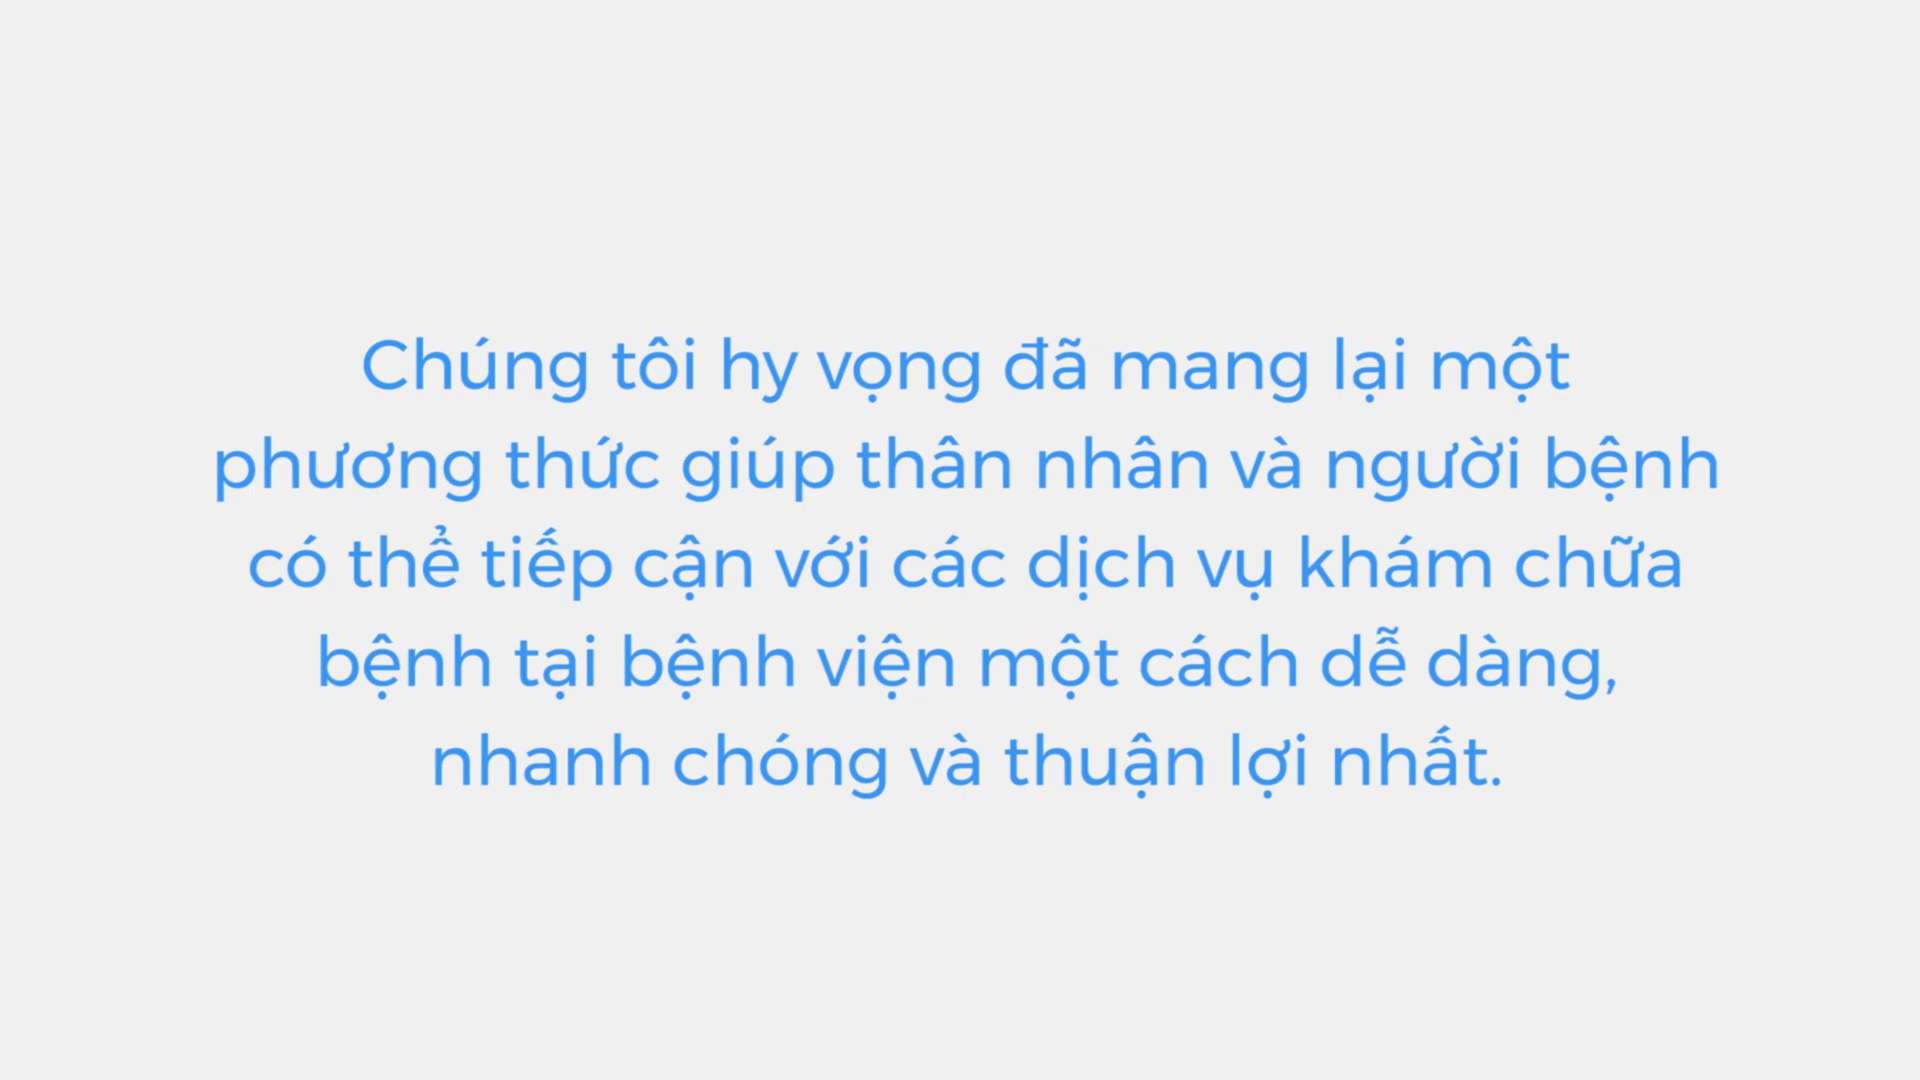 Chúng tôi hy vọng đã mang lại một
phương thức giúp thân nhân và người bệnh
có thể tiếp cận với các dịch vụ khám chữa
bệnh tại bệnh viện một cách dễ dàng,
nhanh chóng và thuận lợi nhất.